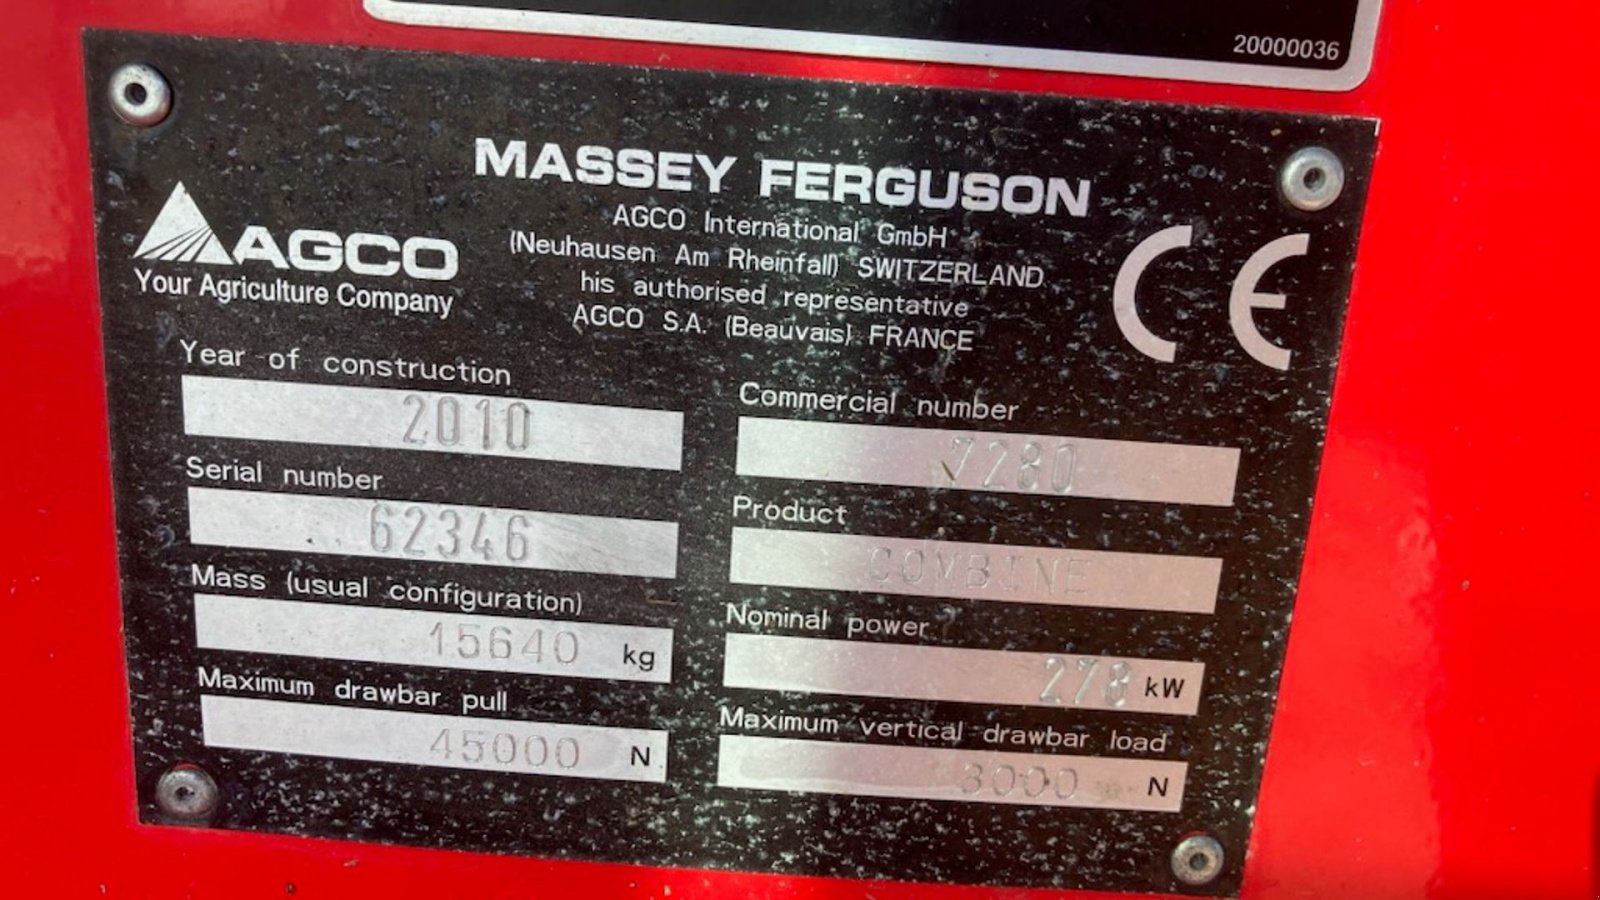 20000036
MASSEY FERGUSON
AGCO International GmbH
(Neuhausen Am Rheinfall) SWITZERLAND
his authorised representative
AGCO S.A. (Beauvais) FRANCE
AGCO
Your Agriculture Company
CE
Year of construction
2010
Serial number
62346
Mass (usual configuration)
15640 kg
Maximum drawbar pull
45000 N
Commercial number
7280
Product
COMBINE
Nominal power
278 kW
Maximum vertical drawbar load
N